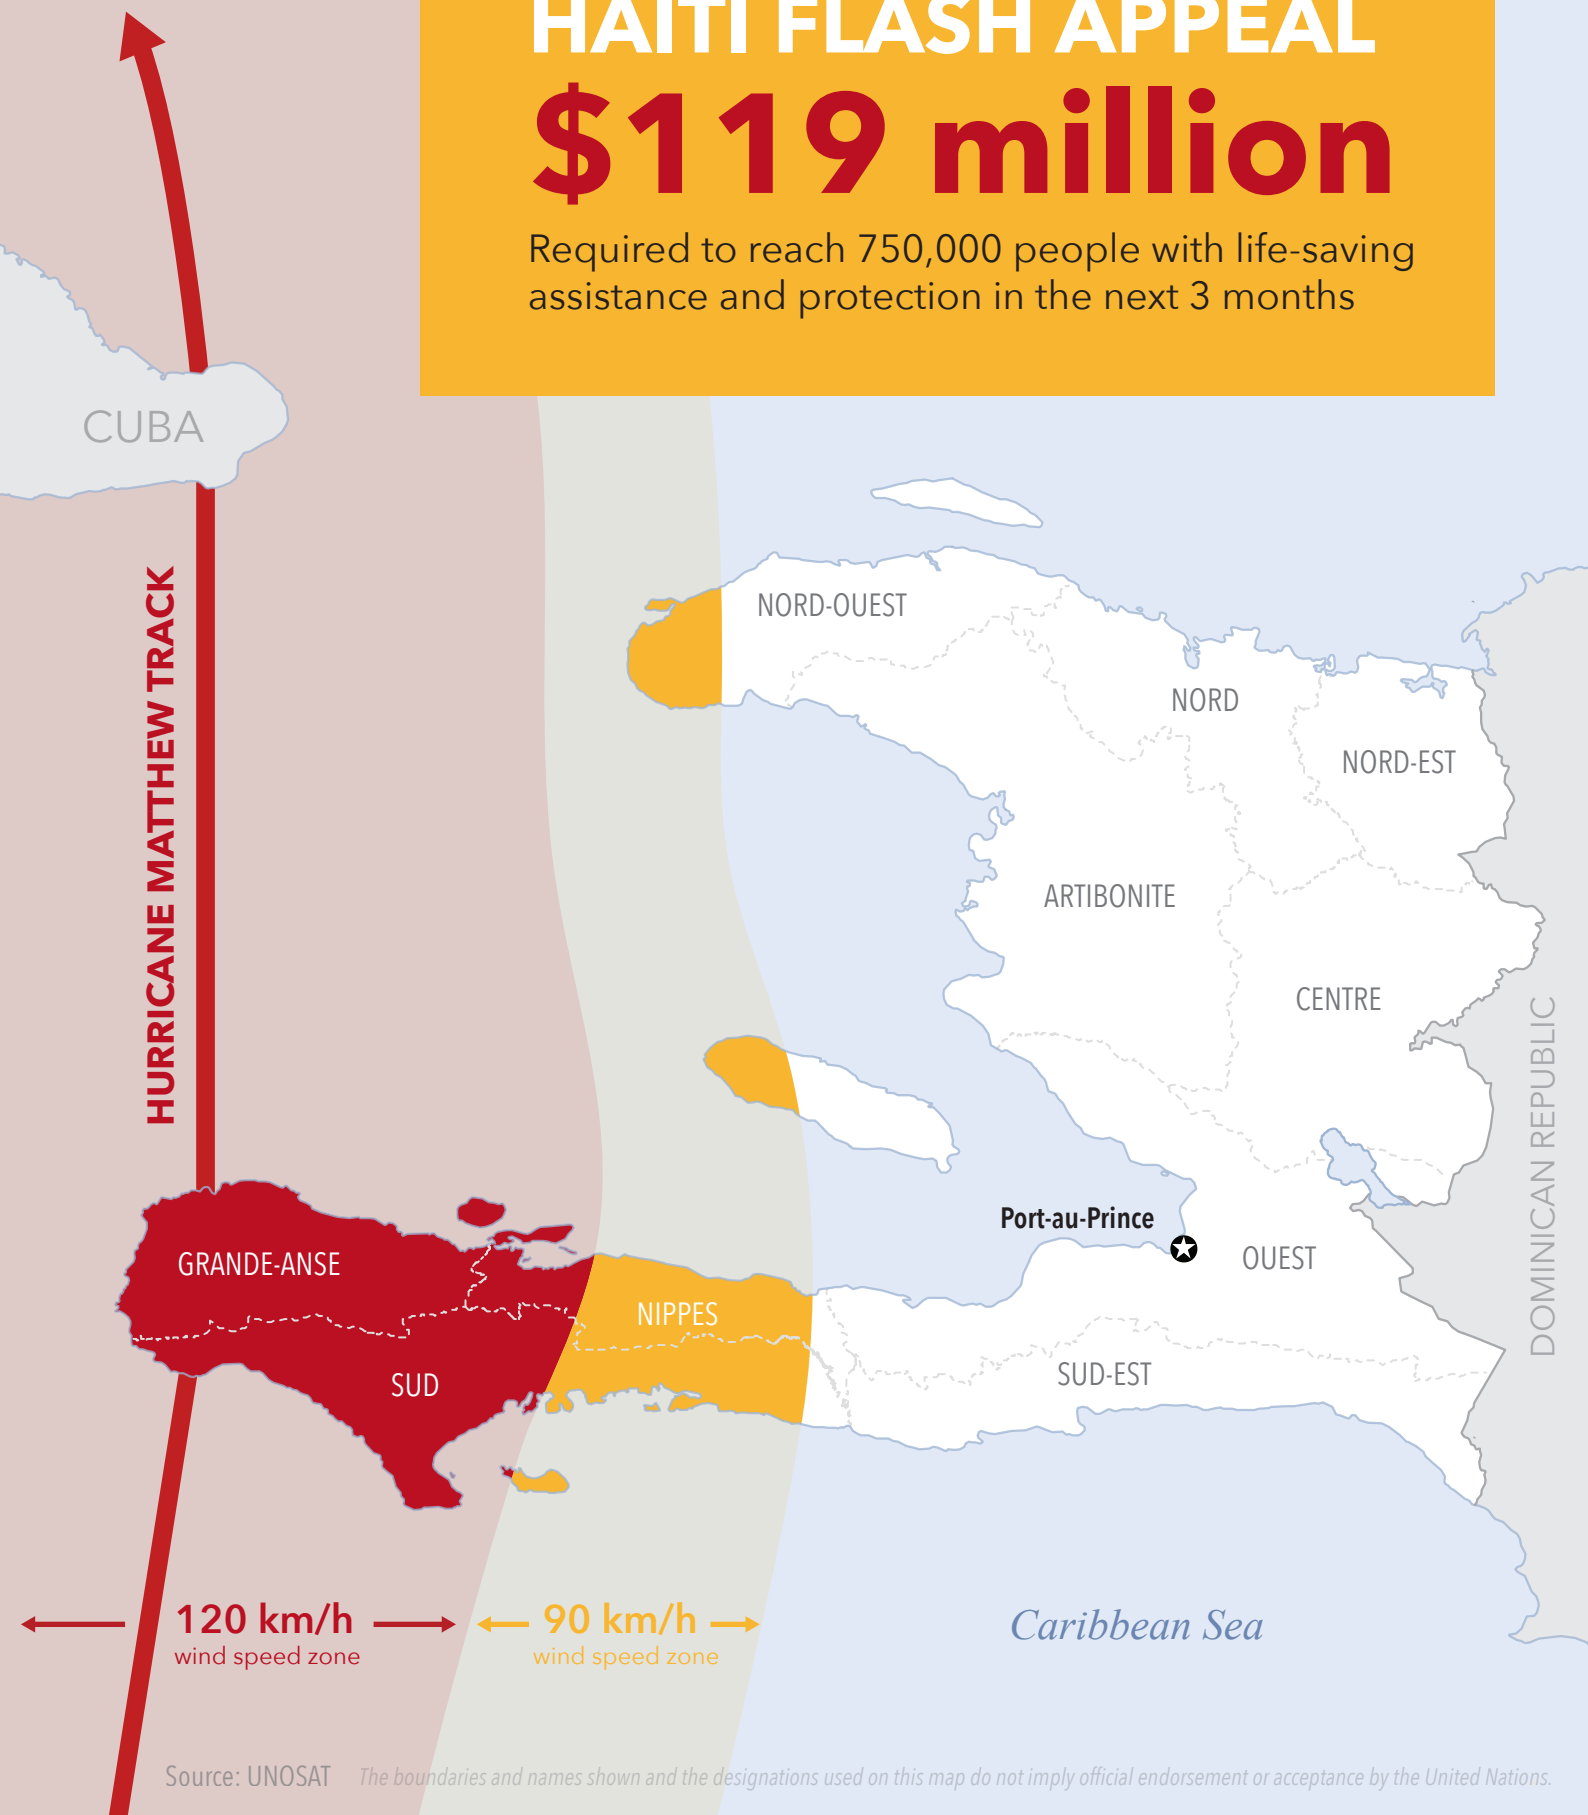 HAITI FLASH APPEAL
$119 million
Required to reach 750,000 people with life-saving
assistance and protection in the next 3 months
CUBA
HURRICANE MATTHEW TRACK
NORD-OUEST
NORD
NORD-EST
ARTIBONITE
CENTRE
DOMINICAN REPUBLIC
Port-au-Prince
OUEST
GRANDE-ANSE
NIPPES
SUD-EST
SUD
120 km/h
wind speed zone
90 km/h
wind speed zone
Caribbean Sea
Source: UNOSAT
The boundaries and names shown and the designations used on this map do not imply official endorsement or acceptance by the United Nations.